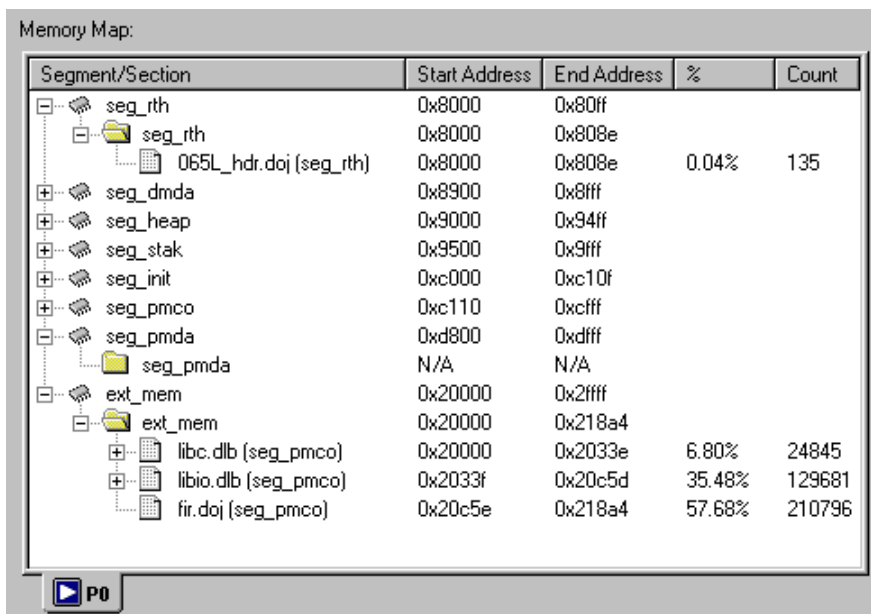 Memory Map:
Segment/Section Start Address End Address % Count
seg_rth 0x8000 0x80ff
seg_rth 0x8000 0x808e
065L_hdr.doj (seg_rth) 0x8000 0x808e 0.04% 135
seg_dmda 0x8900 0x8fff
seg_heap 0x9000 0x94ff
seg_stak 0x9500 0x9fff
seg_init 0xc000 0xc10f
seg_pmco 0xc110 0xcfff
seg_pmda 0xd800 0xdfff
seg_pmda N/A N/A
ext_mem 0x20000 0x2ffff
ext_mem 0x20000 0x218a4
libc.dlb (seg_pmco) 0x20000 0x2033e 6.80% 24845
libio.dlb (seg_pmco) 0x2033f 0x20c5d 35.48% 129681
fir.doj (seg_pmco) 0x20c5e 0x218a4 57.68% 210796
P0